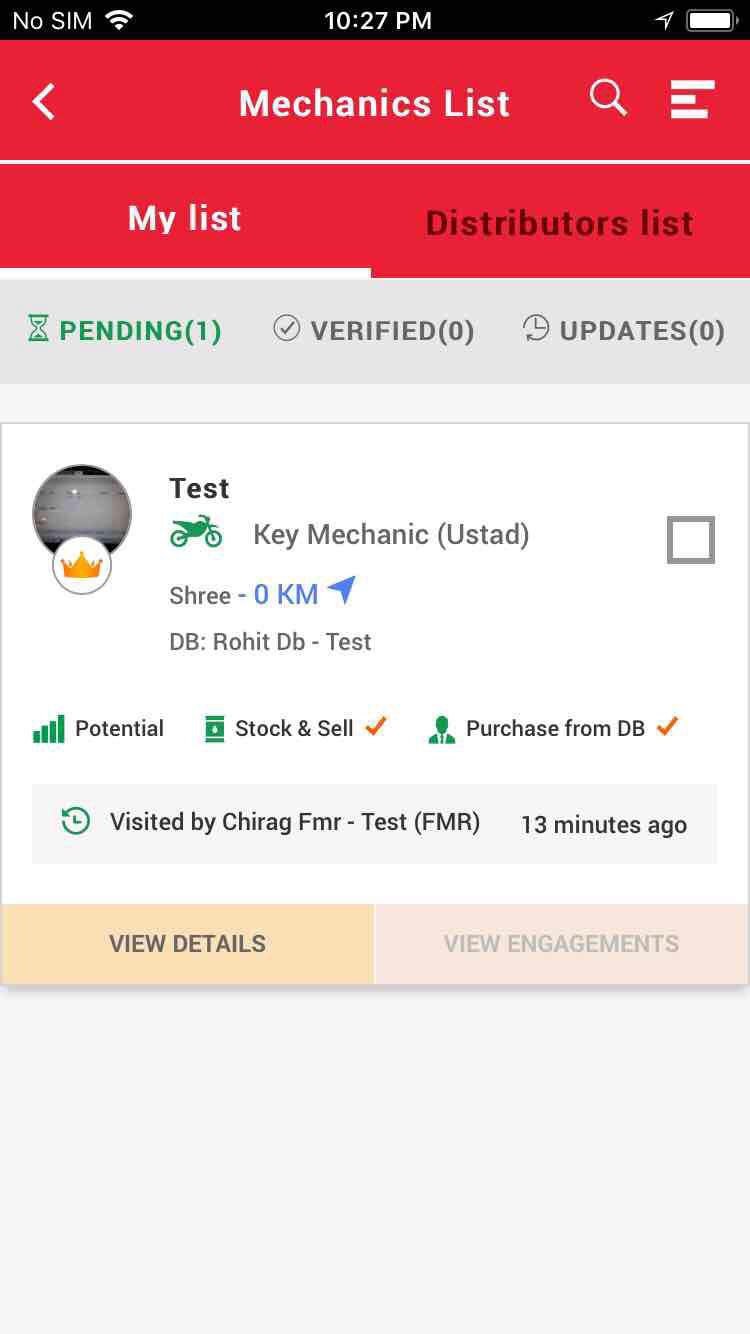 No SIM 10:27 PM
Mechanics List
My list Distributors list
PENDING(1) VERIFIED(0) UPDATES(0)
Test
Key Mechanic (Ustad)
Shree - 0 KM
DB: Rohit Db - Test
Potential Stock & Sell Purchase from DB
Visited by Chirag Fmr - Test (FMR) 13 minutes ago
VIEW DETAILS VIEW ENGAGEMENTS